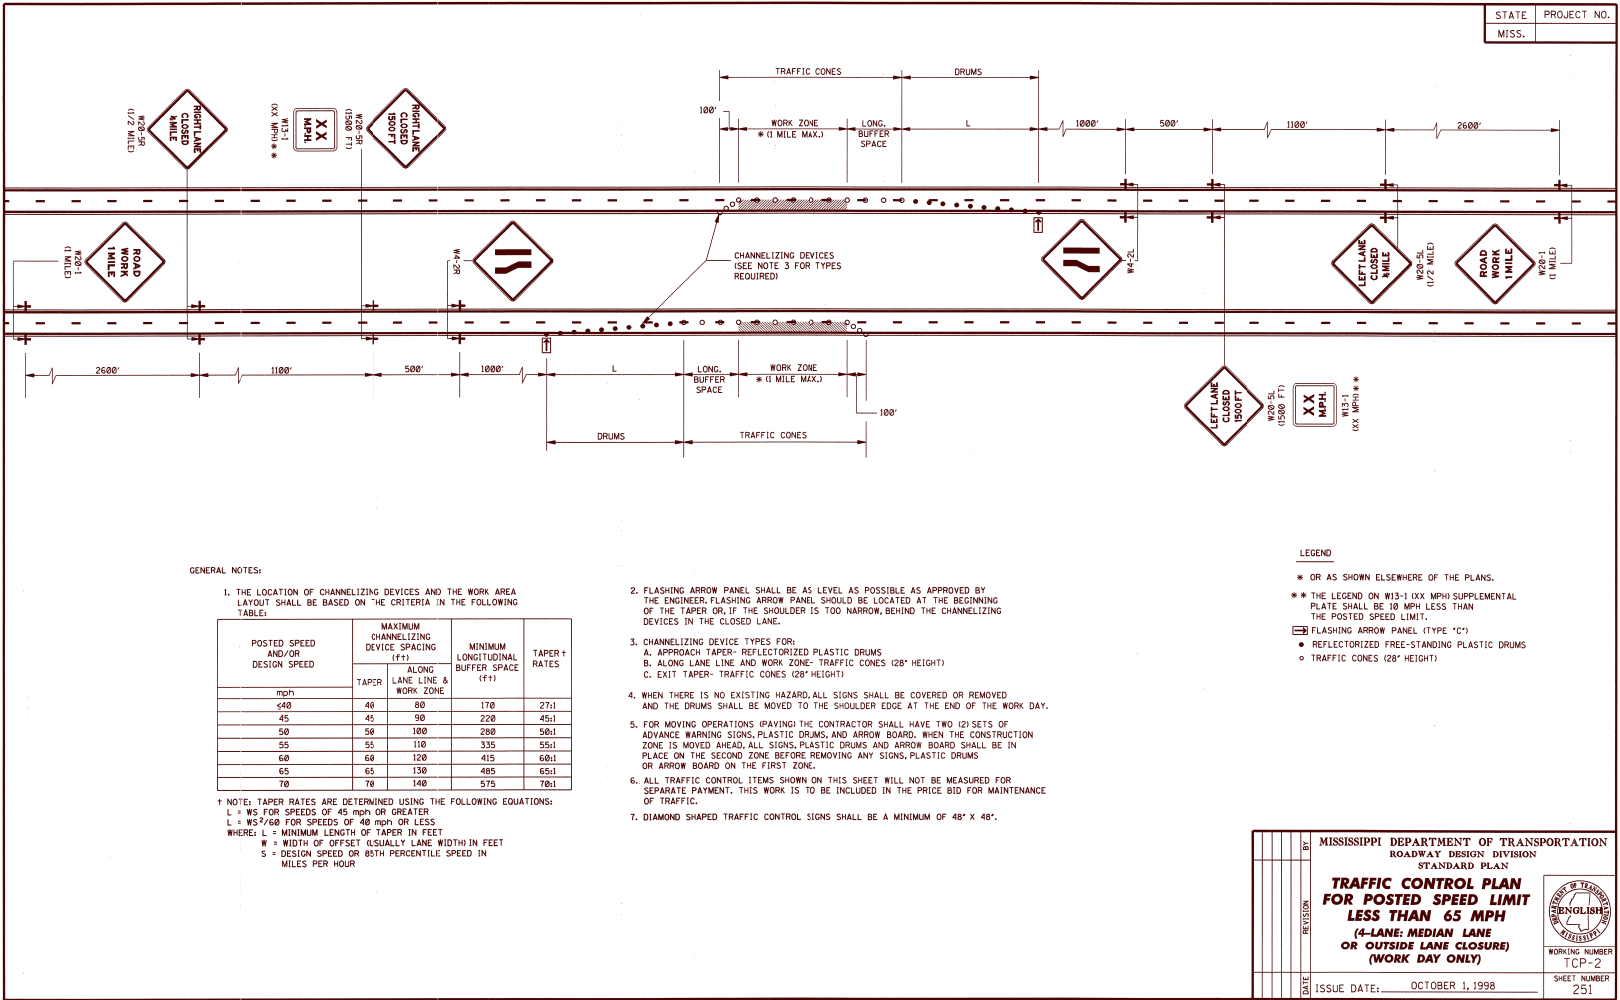 STATE PROJECT NO.
MISS.
TRAFFIC CONES DRUMS
100'
WORK ZONE
* (1 MILE MAX.)
LONG.
BUFFER
SPACE
L
1000'
500'
1100'
2600'
W20-5R
(1/2 MILE)
RIGHT LANE
CLOSED
½ MILE
W13-1
(XX MPH) * *
XX
M.P.H.
W20-5R
(1500 FT)
RIGHT LANE
CLOSED
1500 FT
W20-1
(1 MILE)
ROAD
WORK
1 MILE
W4-2R
CHANNELIZING DEVICES
(SEE NOTE 3 FOR TYPES
REQUIRED)
W4-2L
LEFT LANE
CLOSED
½ MILE
W20-5L
(1/2 MILE)
ROAD
WORK
1 MILE
W20-1
(1 MILE)
2600'
1100'
500'
1000'
L
LONG.
BUFFER
SPACE
WORK ZONE
* (1 MILE MAX.)
100'
DRUMS TRAFFIC CONES
LEFT LANE
CLOSED
1500 FT
W20-5L
(1500 FT)
XX
M.P.H.
W13-1
(XX MPH) * *
GENERAL NOTES:
1. THE LOCATION OF CHANNELIZING DEVICES AND THE WORK AREA
LAYOUT SHALL BE BASED ON THE CRITERIA IN THE FOLLOWING
TABLE:
POSTED SPEED
AND/OR
DESIGN SPEED
mph
MAXIMUM
CHANNELIZING
DEVICE SPACING
(ft)
TAPER
ALONG
LANE LINE &
WORK ZONE
MINIMUM
LONGITUDINAL
BUFFER SPACE
(ft)
TAPER †
RATES
≤40 40 80 170 27:1
45 45 90 220 45:1
50 50 100 280 50:1
55 55 110 335 55:1
60 60 120 415 60:1
65 65 130 485 65:1
70 70 140 575 70:1
† NOTE: TAPER RATES ARE DETERMINED USING THE FOLLOWING EQUATIONS:
L = WS FOR SPEEDS OF 45 mph OR GREATER
L = WS²/60 FOR SPEEDS OF 40 mph OR LESS
WHERE: L = MINIMUM LENGTH OF TAPER IN FEET
W = WIDTH OF OFFSET (USUALLY LANE WIDTH) IN FEET
S = DESIGN SPEED OR 85TH PERCENTILE SPEED IN
MILES PER HOUR
2. FLASHING ARROW PANEL SHALL BE AS LEVEL AS POSSIBLE AS APPROVED BY
THE ENGINEER. FLASHING ARROW PANEL SHOULD BE LOCATED AT THE BEGINNING
OF THE TAPER OR, IF THE SHOULDER IS TOO NARROW, BEHIND THE CHANNELIZING
DEVICES IN THE CLOSED LANE.
3. CHANNELIZING DEVICE TYPES FOR:
A. APPROACH TAPER- REFLECTORIZED PLASTIC DRUMS
B. ALONG LANE LINE AND WORK ZONE- TRAFFIC CONES (28" HEIGHT)
C. EXIT TAPER- TRAFFIC CONES (28" HEIGHT)
4. WHEN THERE IS NO EXISTING HAZARD, ALL SIGNS SHALL BE COVERED OR REMOVED
AND THE DRUMS SHALL BE MOVED TO THE SHOULDER EDGE AT THE END OF THE WORK DAY.
5. FOR MOVING OPERATIONS (PAVING) THE CONTRACTOR SHALL HAVE TWO (2) SETS OF
ADVANCE WARNING SIGNS, PLASTIC DRUMS, AND ARROW BOARD. WHEN THE CONSTRUCTION
ZONE IS MOVED AHEAD, ALL SIGNS, PLASTIC DRUMS AND ARROW BOARD SHALL BE IN
PLACE ON THE SECOND ZONE BEFORE REMOVING ANY SIGNS, PLASTIC DRUMS
OR ARROW BOARD ON THE FIRST ZONE.
6. ALL TRAFFIC CONTROL ITEMS SHOWN ON THIS SHEET WILL NOT BE MEASURED FOR
SEPARATE PAYMENT. THIS WORK IS TO BE INCLUDED IN THE PRICE BID FOR MAINTENANCE
OF TRAFFIC.
7. DIAMOND SHAPED TRAFFIC CONTROL SIGNS SHALL BE A MINIMUM OF 48" X 48".
LEGEND
* OR AS SHOWN ELSEWHERE OF THE PLANS.
* * THE LEGEND ON W13-1 (XX MPH) SUPPLEMENTAL
PLATE SHALL BE 10 MPH LESS THAN
THE POSTED SPEED LIMIT.
FLASHING ARROW PANEL (TYPE "C")
REFLECTORIZED FREE-STANDING PLASTIC DRUMS
TRAFFIC CONES (28" HEIGHT)
BY
REVISION
DATE
MISSISSIPPI DEPARTMENT OF TRANSPORTATION
ROADWAY DESIGN DIVISION
STANDARD PLAN
TRAFFIC CONTROL PLAN
FOR POSTED SPEED LIMIT
LESS THAN 65 MPH
(4-LANE: MEDIAN LANE
OR OUTSIDE LANE CLOSURE)
(WORK DAY ONLY)
ISSUE DATE: OCTOBER 1, 1998
DEPARTMENT OF TRANSPORTATION
ENGLISH
MISSISSIPPI
WORKING NUMBER
TCP-2
SHEET NUMBER
251